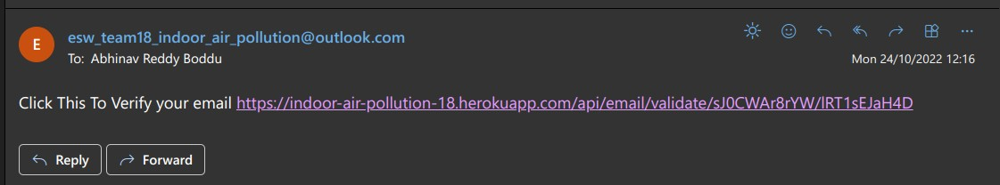 E
esw_team18_indoor_air_pollution@outlook.com
To: Abhinav Reddy Boddu
Mon 24/10/2022 12:16
Click This To Verify your email https://indoor-air-pollution-18.herokuapp.com/api/email/validate/sJ0CWAr8rYW/lRT1sEJaH4D
Reply
Forward